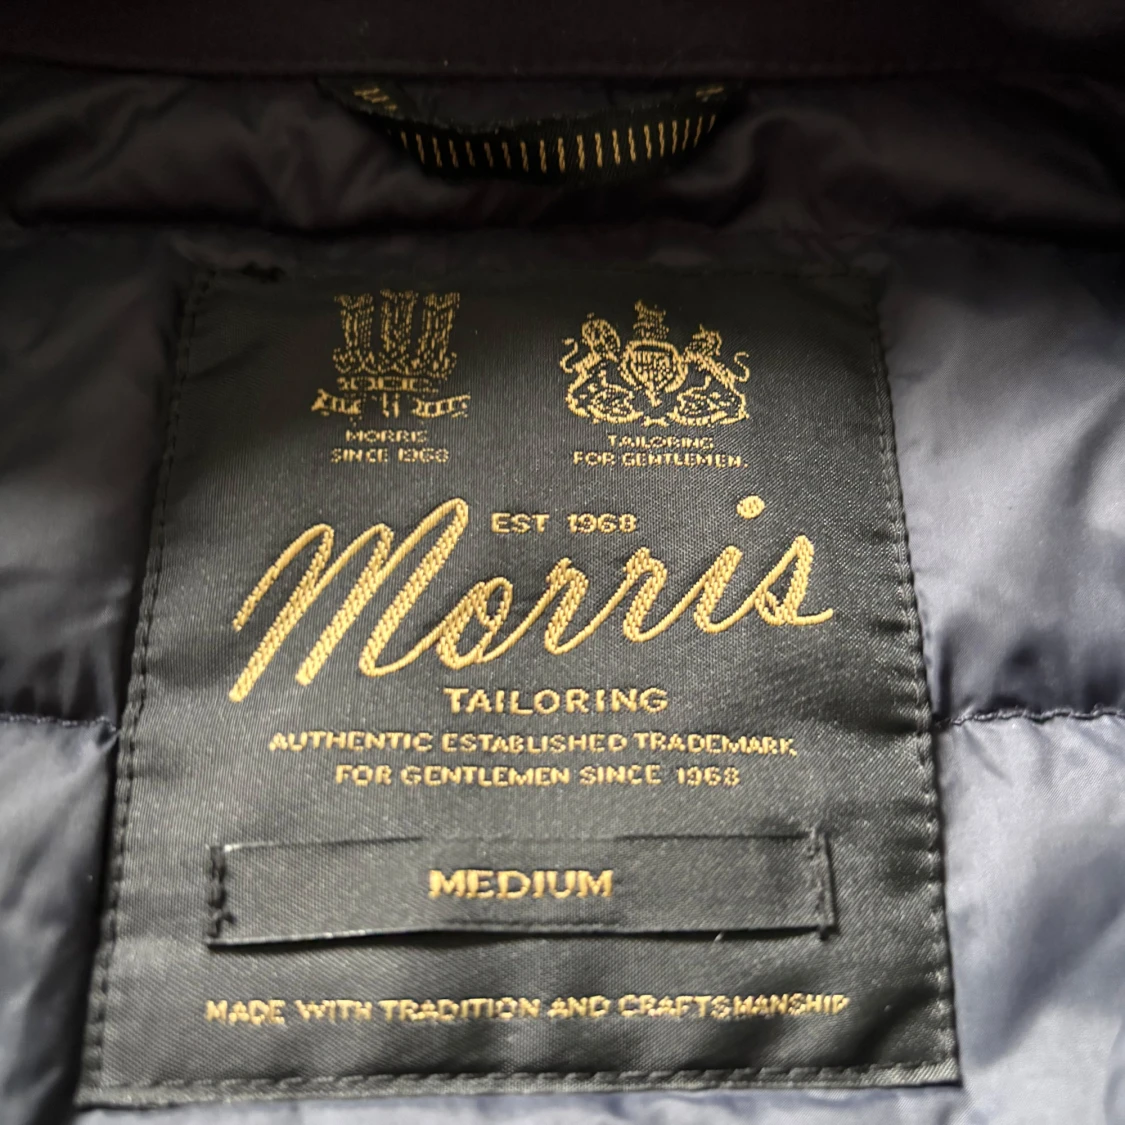 MORRIS
SINCE 1968
TAILORING
FOR GENTLEMEN.
EST 1968
Morris
TAILORING
AUTHENTIC ESTABLISHED TRADEMARK
FOR GENTLEMEN SINCE 1968
MEDIUM
MADE WITH TRADITION AND CRAFTSMANSHIP